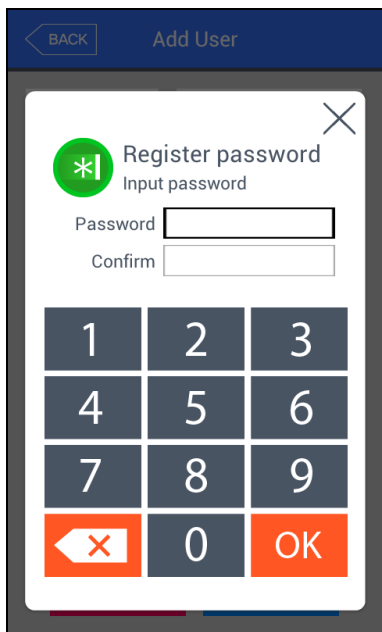 BACK Add User
Register password
Input password
Password
Confirm
1 2 3
4 5 6
7 8 9
0 OK